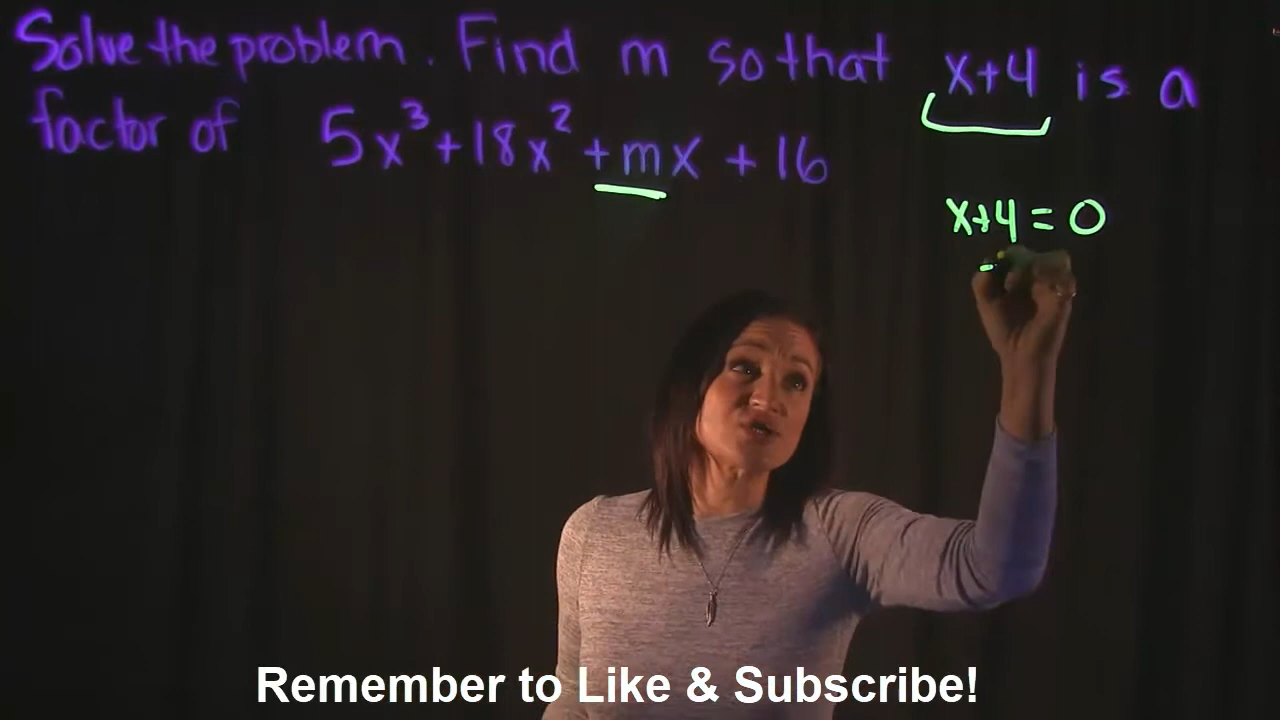 Solve the problem. Find m so that x+4 is a
factor of 5x³+18x²+mx+16
x+4=0
Remember to Like & Subscribe!